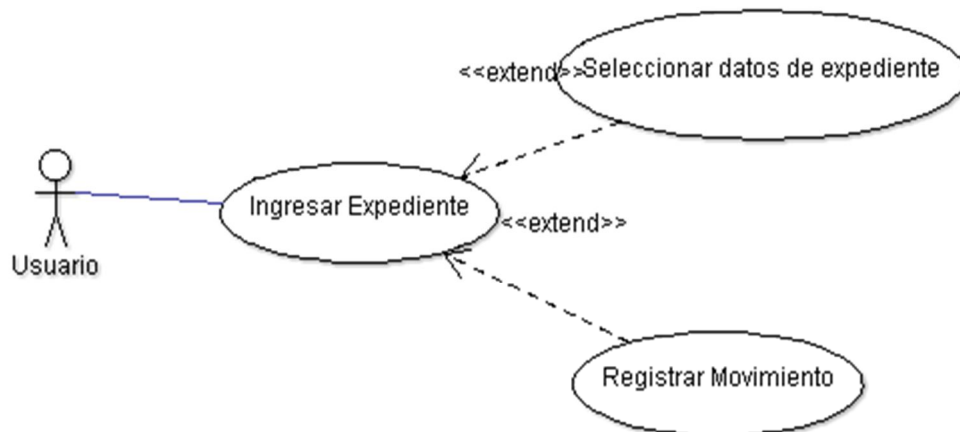 <<extend>>Seleccionar datos de expediente
Ingresar Expediente
<<extend>>
Usuario
Registrar Movimiento